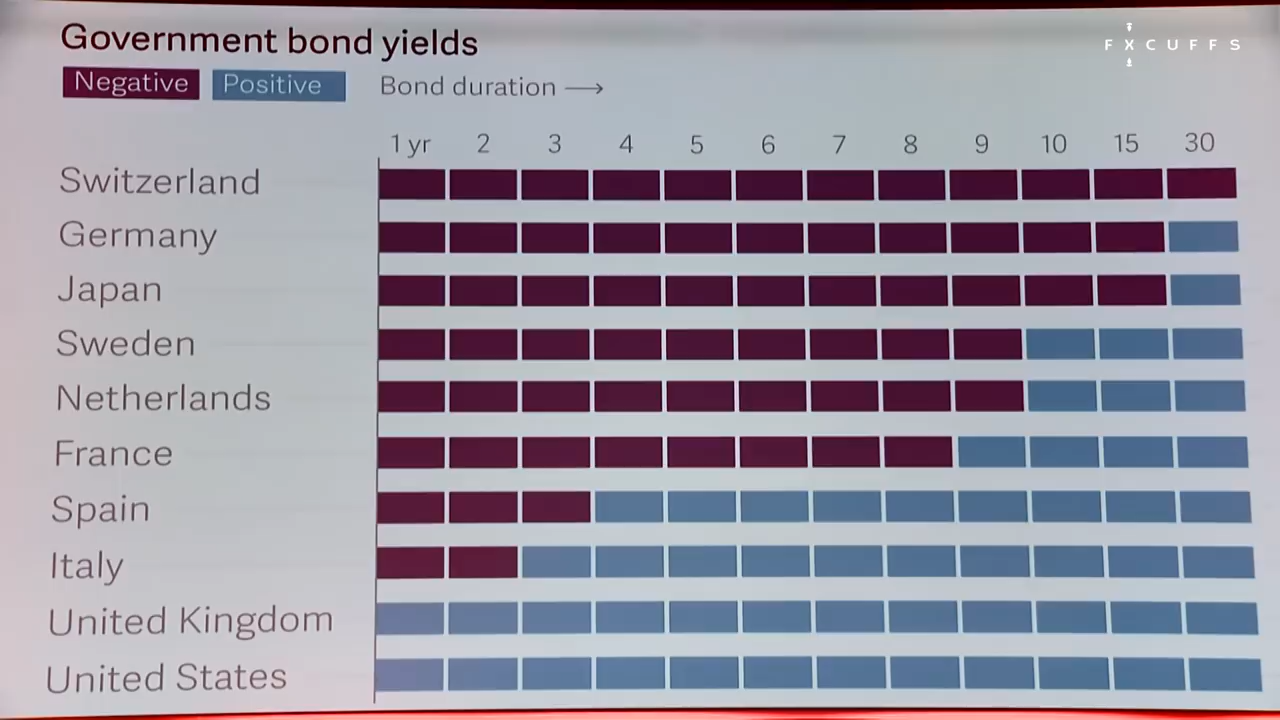 Government bond yields
FXCUFFS
Negative Positive Bond duration →
1 yr 2 3 4 5 6 7 8 9 10 15 30
Switzerland
Germany
Japan
Sweden
Netherlands
France
Spain
Italy
United Kingdom
United States